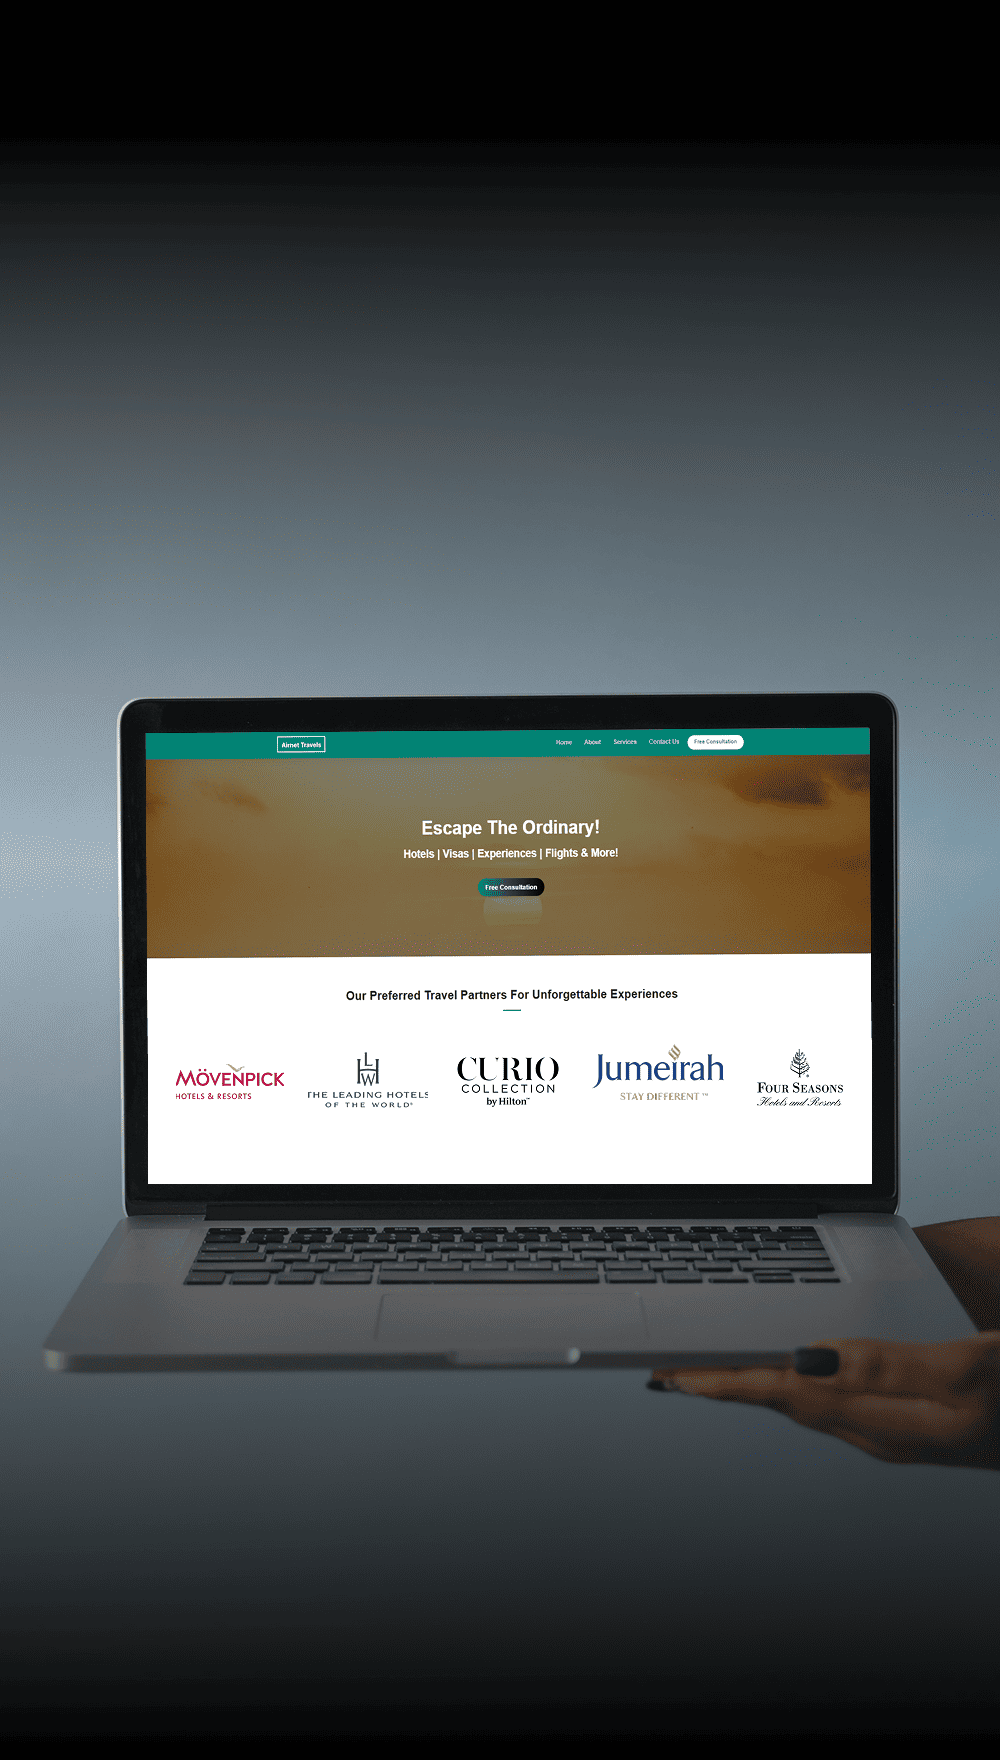 Airnet Travels
Home About Services Contact Us Free Consultation
Escape The Ordinary!
Hotels | Visas | Experiences | Flights & More!
Free Consultation
Our Preferred Travel Partners For Unforgettable Experiences
MÖVENPICK
HOTELS & RESORTS
LHW
THE LEADING HOTELS
OF THE WORLD®
CURIO
COLLECTION
by Hilton™
Jumeirah
STAY DIFFERENT ™
FOUR SEASONS
Hotels and Resorts